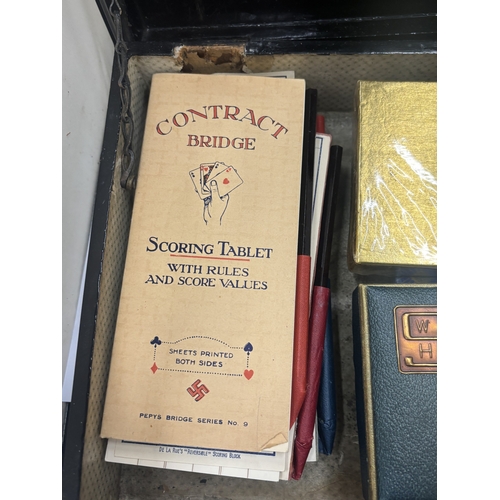 CONTRACT
BRIDGE
SCORING TABLET
WITH RULES
AND SCORE VALUES
SHEETS PRINTED
BOTH SIDES
PEPYS BRIDGE SERIES No 9
DE LA RUE'S "REVERSIBLE" SCORING BLOCK
W
H